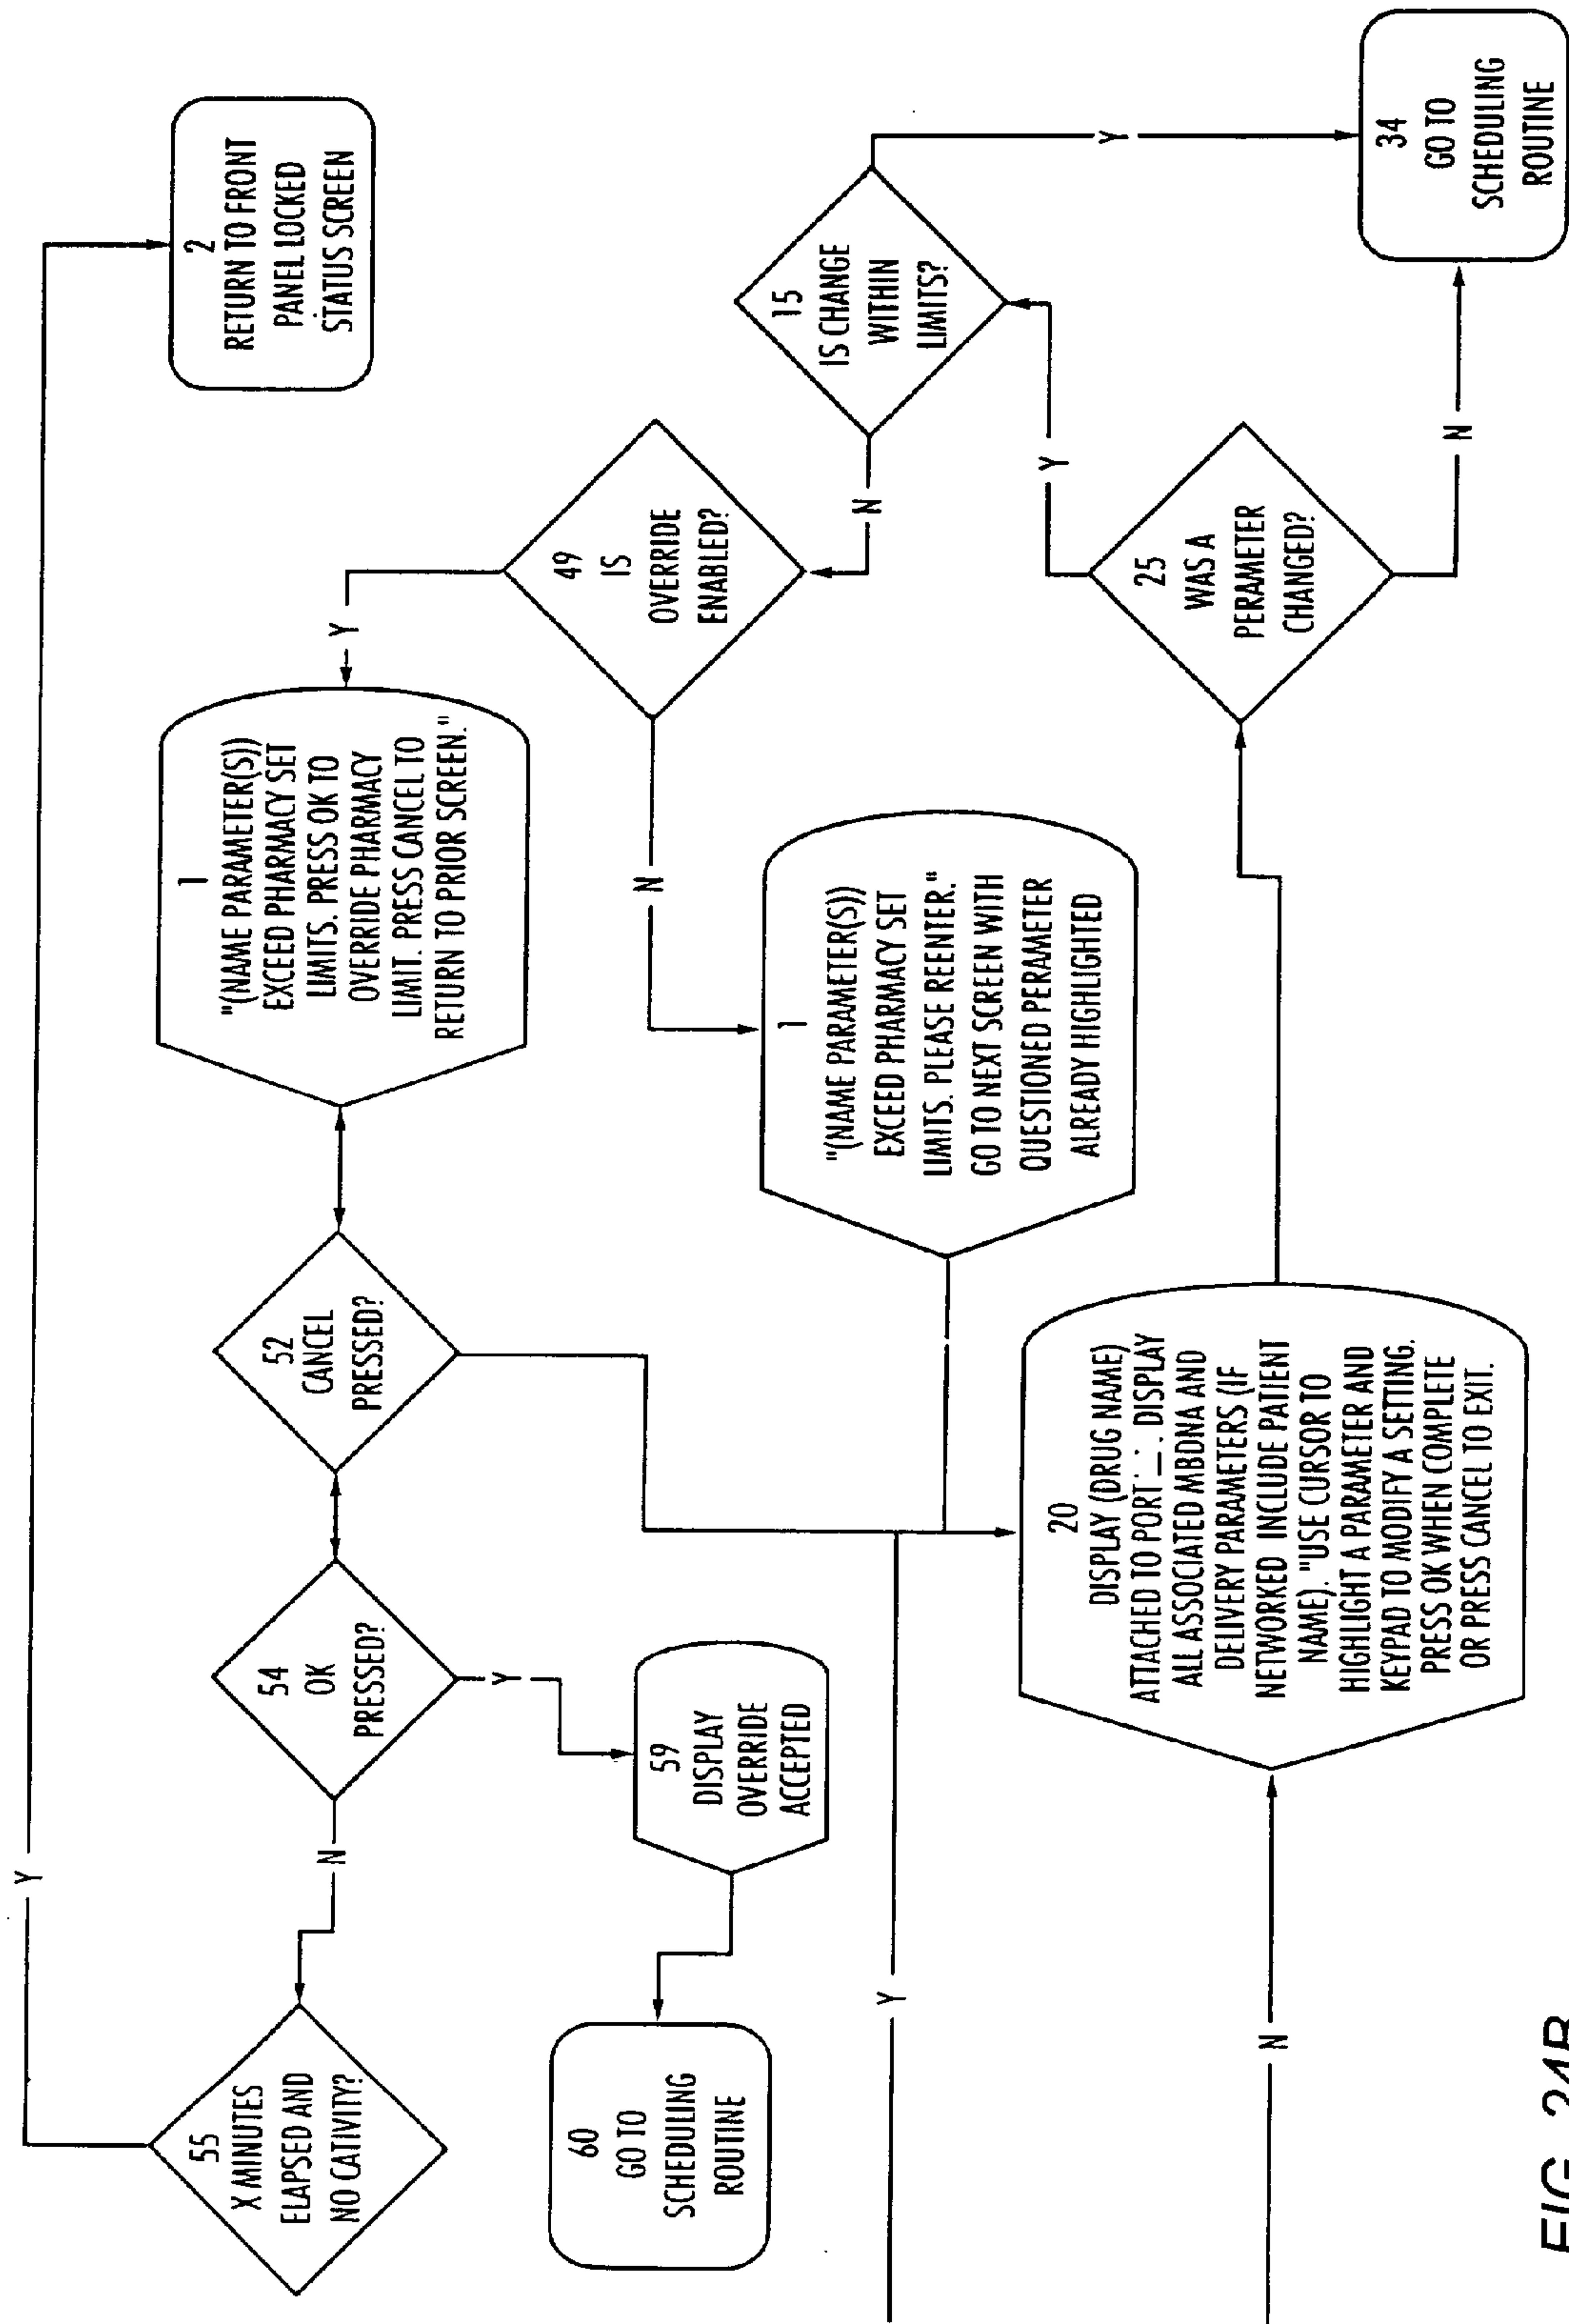 Y
55
X MINUTES
ELAPSED AND
NO CATIVITY?
N
54
OK
PRESSED?
52
CANCEL
PRESSED?
1
"(NAME PARAMETER(S))
EXCEED PHARMACY SET
LIMITS. PRESS OK TO
OVERRIDE PHARMACY
LIMIT. PRESS CANCEL TO
RETURN TO PRIOR SCREEN."
Y
2
RETURN TO FRONT
PANEL LOCKED
STATUS SCREEN
60
GO TO
SCHEDULING
ROUTINE
Y
59
DISPLAY
OVERRIDE
ACCEPTED
N
49
IS
OVERRIDE
ENABLED?
Y
1
"(NAME PARAMETER(S))
EXCEED PHARMACY SET
LIMITS. PLEASE REENTER."
GO TO NEXT SCREEN WITH
QUESTIONED PERAMETER
ALREADY HIGHLIGHTED
N
15
IS CHANGE
WITHIN
LIMITS?
Y
N
20
DISPLAY (DRUG NAME)
ATTACHED TO PORT _. DISPLAY
ALL ASSOCIATED MBDNA AND
DELIVERY PARAMETERS (IF
NETWORKED INCLUDE PATIENT
NAME). "USE CURSOR TO
HIGHLIGHT A PARAMETER AND
KEYPAD TO MODIFY A SETTING.
PRESS OK WHEN COMPLETE
OR PRESS CANCEL TO EXIT.
25
WAS A
PERAMETER
CHANGED?
Y
N
34
GO TO
SCHEDULING
ROUTINE
FIG. 24B